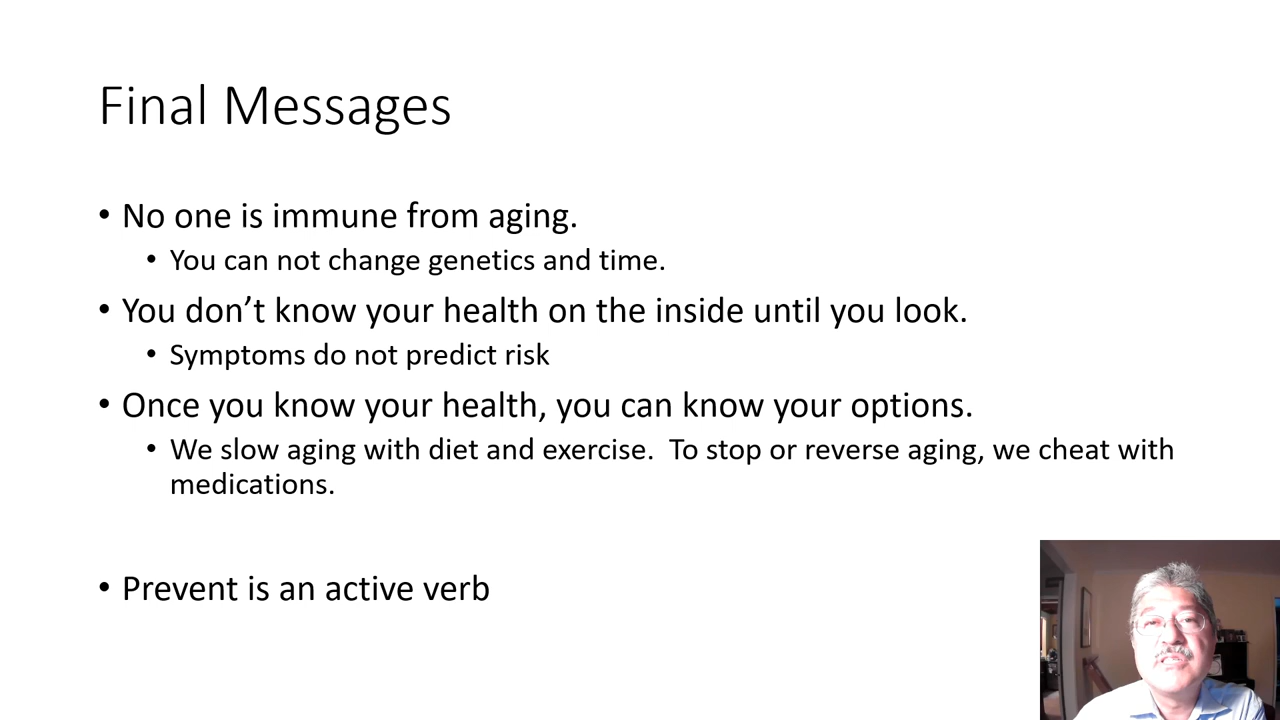 Final Messages
• No one is immune from aging.
• You can not change genetics and time.
• You don’t know your health on the inside until you look.
• Symptoms do not predict risk
• Once you know your health, you can know your options.
• We slow aging with diet and exercise.  To stop or reverse aging, we cheat with
medications.
• Prevent is an active verb